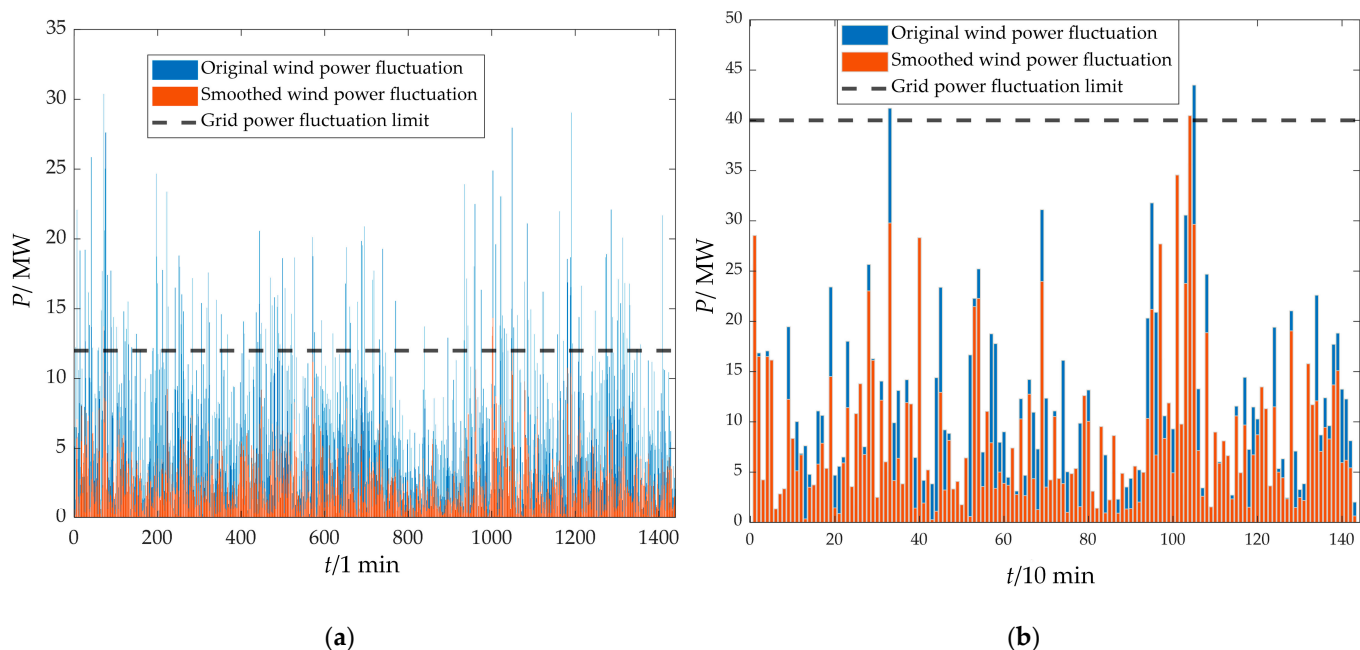 35
30
25
20
15
10
5
0
P/ MW
Original wind power fluctuation
Smoothed wind power fluctuation
Grid power fluctuation limit
0 200 400 600 800 1000 1200 1400
t/1 min
(a)
50
45
40
35
30
25
20
15
10
5
0
P/ MW
Original wind power fluctuation
Smoothed wind power fluctuation
Grid power fluctuation limit
0 20 40 60 80 100 120 140
t/10 min
(b)